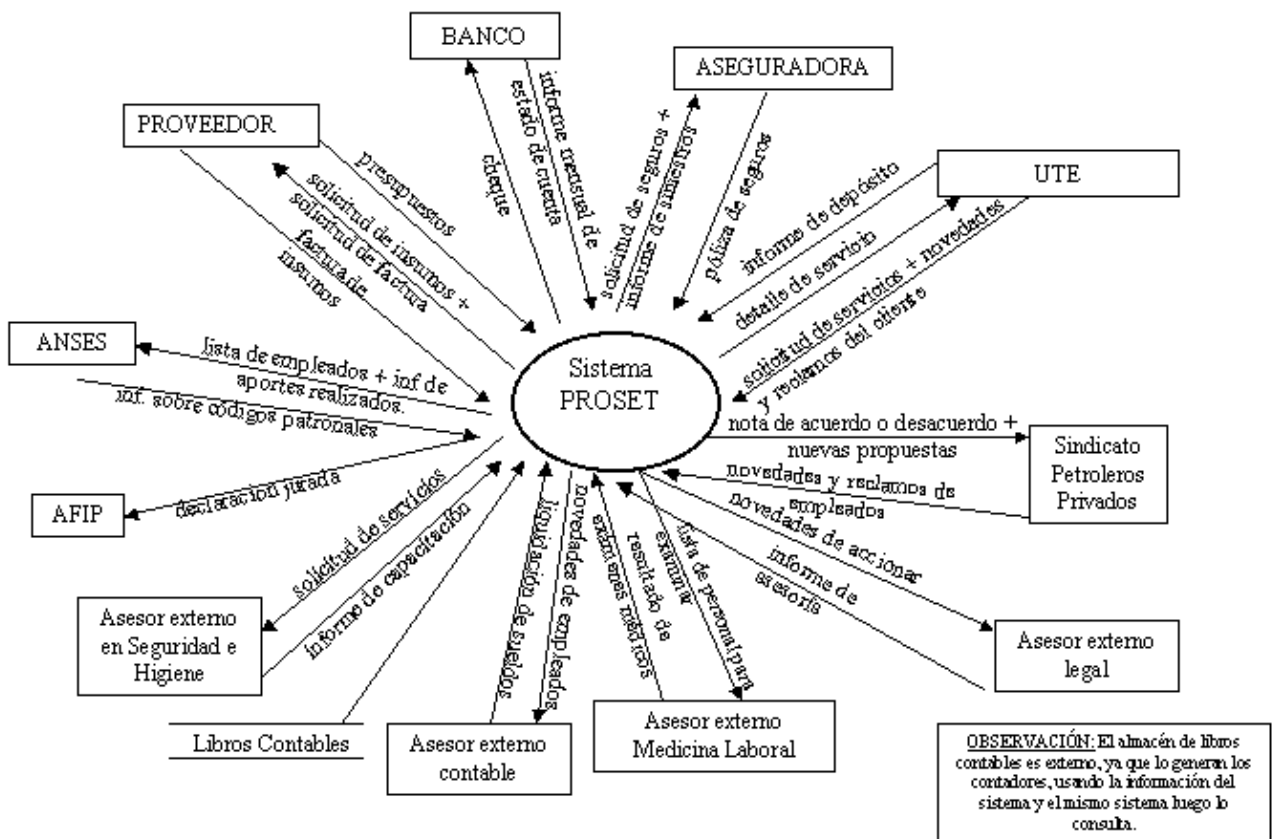 BANCO
ASEGURADORA
PROVEEDOR
UTE
informe mensual de
estado de cuenta
cheque
solicitud de seguros +
informe de siniestros
póliza de seguros
presupuestos
solicitud de insumos +
solicitud de factura
factura de
insumos
informe de depósito
detalle de servicio
solicitud de servicios + novedades
y reclamos del cliente
ANSES
lista de empleados + inf de
aportes realizados.
inf. sobre códigos patronales
Sistema
PROSET
nota de acuerdo o desacuerdo +
nuevas propuestas
Sindicato
Petroleros
Privados
novedades y reclamos de
empleados
AFIP
declaracion jurada
solicitud de servicios
informe de capacitación
liquidación de sueldos
novedades de empleados
resultado de
exámenes médicos
lista de personal para
examinar
novedades de accionar
informe de
asesoría
Asesor externo
en Seguridad e
Higiene
Asesor externo
legal
Libros Contables
Asesor externo
contable
Asesor externo
Medicina Laboral
OBSERVACIÓN: El almacén de libros
contables es externo, ya que lo generan los
contadores, usando la información del
sistema y el mismo sistema luego lo
consulta.